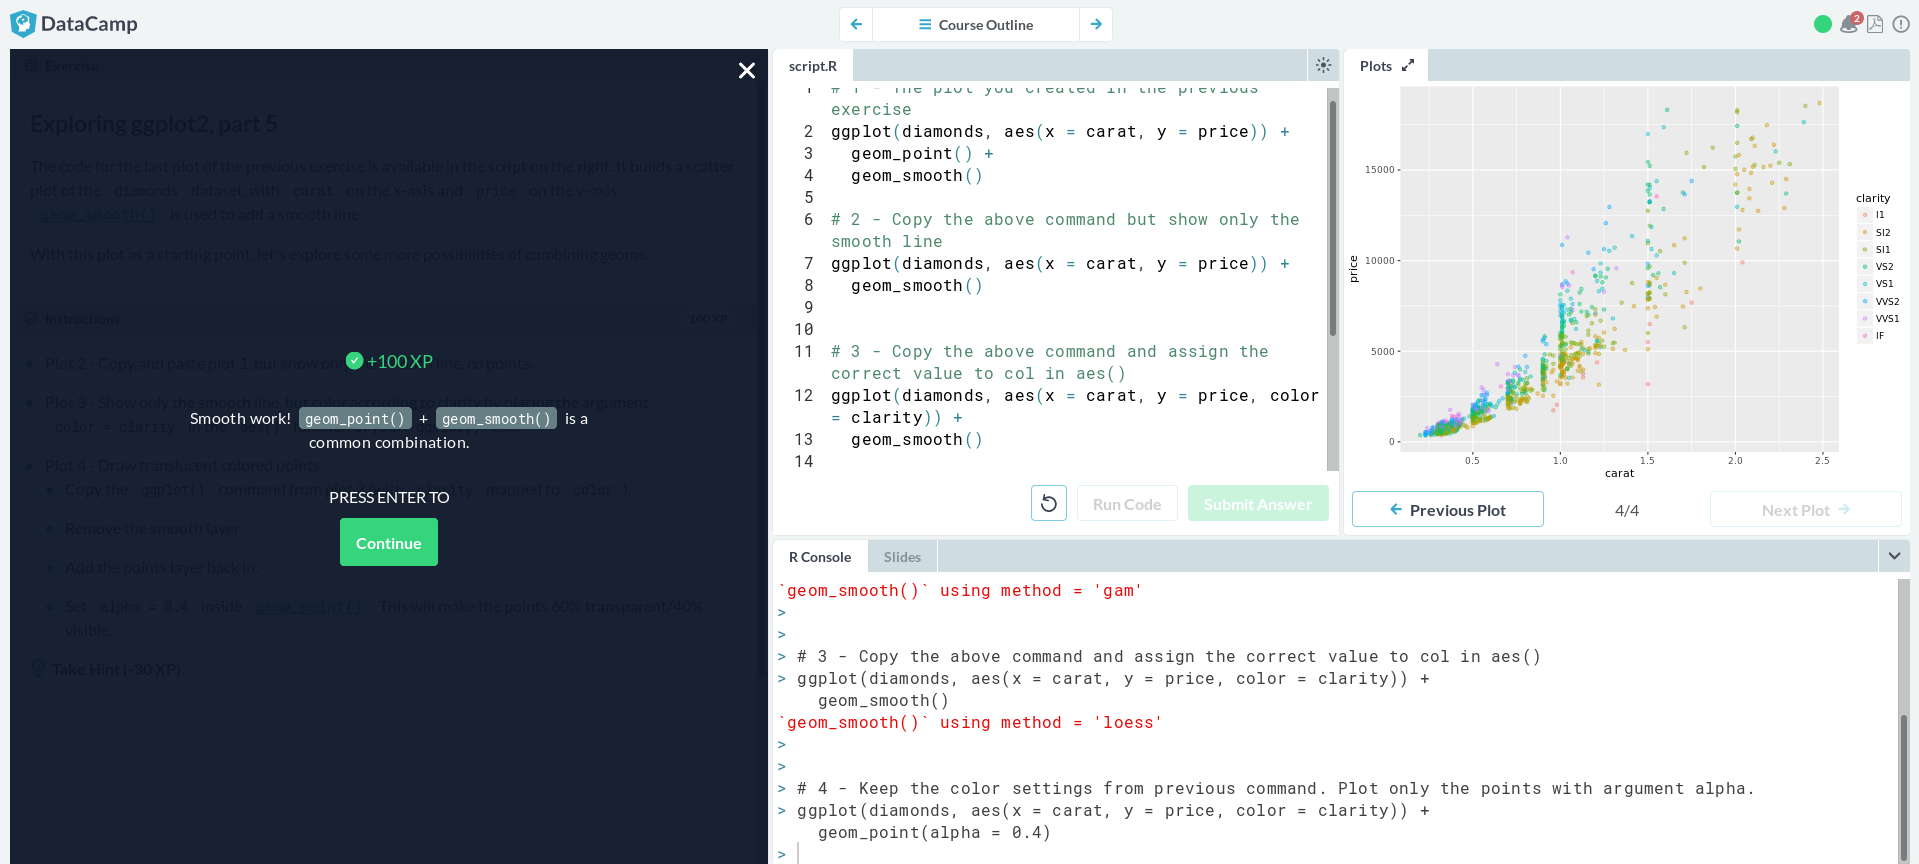 DataCamp
Course Outline
2
Exercise
Exploring ggplot2, part 5
The code for the last plot of the previous exercise is available in the script on the right. It builds a scatter
plot of the diamonds dataset, with carat on the x-axis and price on the y-axis.
geom_smooth() is used to add a smooth line.
With this plot as a starting point, let's explore some more possibilities of combining geoms.
Instructions
100 XP
Plot 2 - Copy and paste plot 1, but show only line, no points.
Plot 3 - Show only the smooth line, but color according to clarity by placing the argument
color = clarity
Plot 4 - Draw translucent colored points.
Copy the ggplot() command from plot 3 (with clarity mapped to color).
Remove the smooth layer.
Add the points layer back in.
Set alpha = 0.4 inside geom_point(). This will make the points 60% transparent/40%
visible.
Take Hint (-30 XP)
+100 XP
Smooth work! geom_point() + geom_smooth() is a
common combination.
PRESS ENTER TO
Continue
script.R
1 # 1 - The plot you created in the previous
exercise
2 ggplot(diamonds, aes(x = carat, y = price)) +
3 geom_point() +
4 geom_smooth()
5
6 # 2 - Copy the above command but show only the
smooth line
7 ggplot(diamonds, aes(x = carat, y = price)) +
8 geom_smooth()
9
10
11 # 3 - Copy the above command and assign the
correct value to col in aes()
12 ggplot(diamonds, aes(x = carat, y = price, color
= clarity)) +
13 geom_smooth()
14
Run Code
Submit Answer
Plots
15000
10000
5000
0
price
0.5 1.0 1.5 2.0 2.5
carat
clarity
I1
SI2
SI1
VS2
VS1
VVS2
VVS1
IF
Previous Plot
4/4
Next Plot
R Console
Slides
`geom_smooth()` using method = 'gam'
>
>
> # 3 - Copy the above command and assign the correct value to col in aes()
> ggplot(diamonds, aes(x = carat, y = price, color = clarity)) +
geom_smooth()
`geom_smooth()` using method = 'loess'
>
>
> # 4 - Keep the color settings from previous command. Plot only the points with argument alpha.
> ggplot(diamonds, aes(x = carat, y = price, color = clarity)) +
geom_point(alpha = 0.4)
>